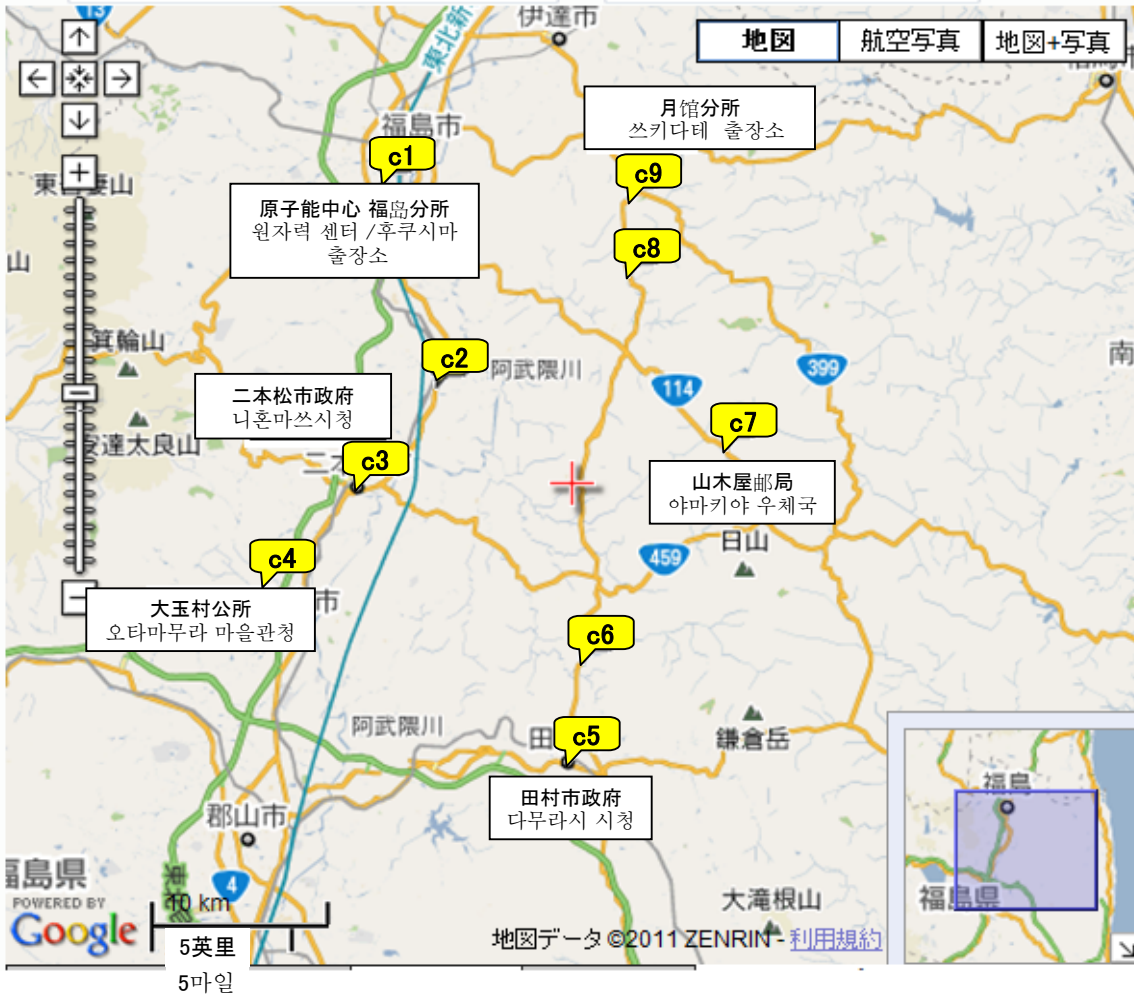 13
東北新
伊達市
地図
航空写真
地図+写真
福島市
月馆分所
쓰키다테 출장소
c1
c9
原子能中心 福岛分所
원자력 센터 /후쿠시마
출장소
山
c8
箕輪山
c2
阿武隈川
南
399
114
二本松市政府
니혼마쓰시청
安達太良山
c7
c3
山木屋邮局
야마키야 우체국
日山
459
c4
大玉村公所
오타마무라 마을관청
市
c6
阿武隈川
田
c5
鎌倉岳
田村市政府
다무라시 시청
福島
郡山市
福島県
福島県
4
大滝根山
POWERED BY
Google
10 km
5英里
5마일
地図データ ©2011 ZENRIN - 利用規約